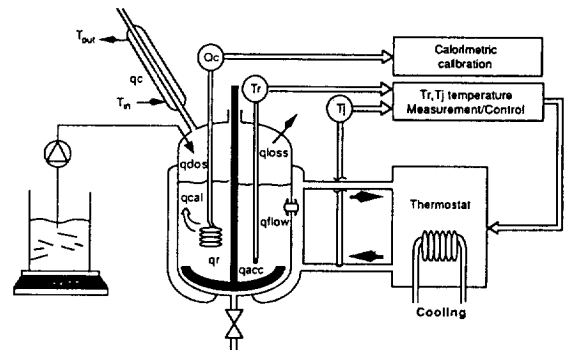 Tout
qc
Tin
Qc
Calorimetric
calibration
Tr
Tr,Tj temperature
Measurement/Control
Tj
qdos
qloss
qcal
qflow
qr
qacc
Thermostat
Cooling